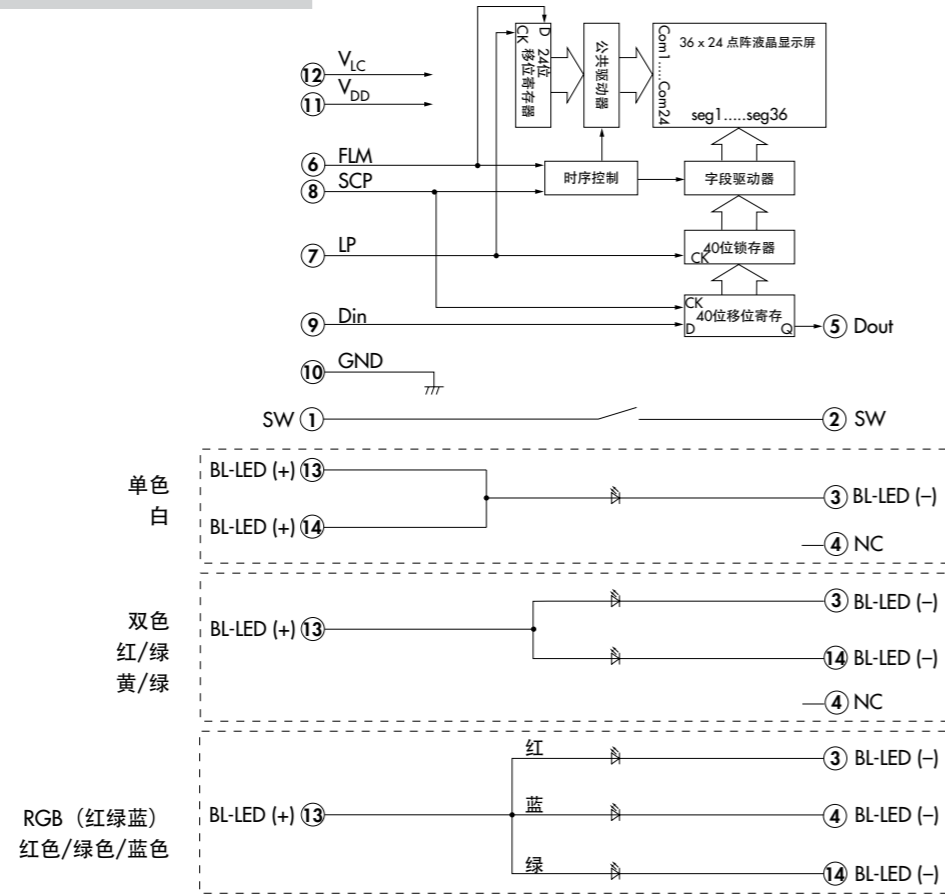 D
CK
24位
移位寄存器
公共驱动器
Com1.....Com24
36 x 24 点阵液晶显示屏
seg1.....seg36
12 VLC
11 VDD
6 FLM
8 SCP
时序控制
字段驱动器
7 LP
40位锁存器
CK
9 Din
CK
40位移位寄存
D
Q
5 Dout
10 GND
SW 1
2 SW
单色
白
BL-LED (+) 13
BL-LED (+) 14
3 BL-LED (–)
4 NC
双色
红/绿
黄/绿
BL-LED (+) 13
3 BL-LED (–)
14 BL-LED (–)
4 NC
RGB（红绿蓝）
红色/绿色/蓝色
BL-LED (+) 13
红
3 BL-LED (–)
蓝
4 BL-LED (–)
绿
14 BL-LED (–)